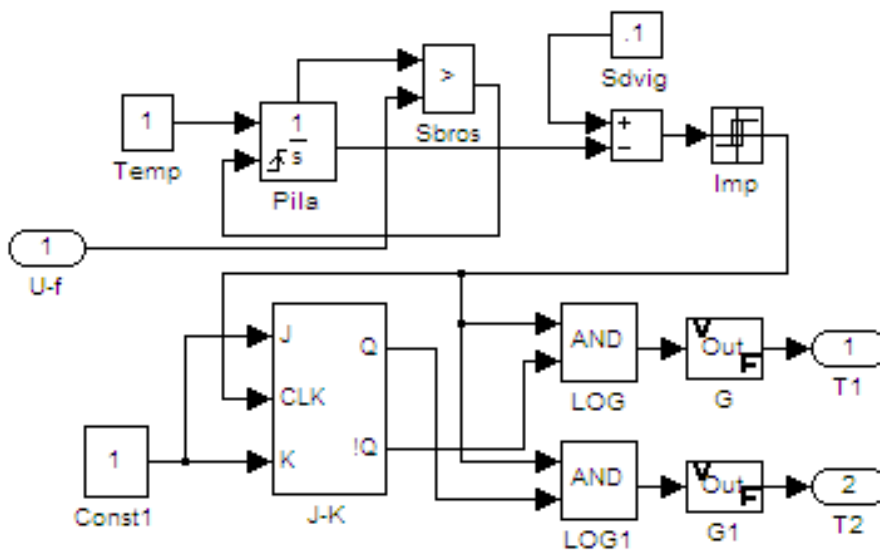 .1
Sdvig
>
Sbros
1
Temp
1
s
Pila
+
−
Imp
1
U-f
J
Q
CLK
K
!Q
J-K
1
Const1
AND
LOG
V
Out
F
G
1
T1
AND
LOG1
V
Out
F
G1
2
T2